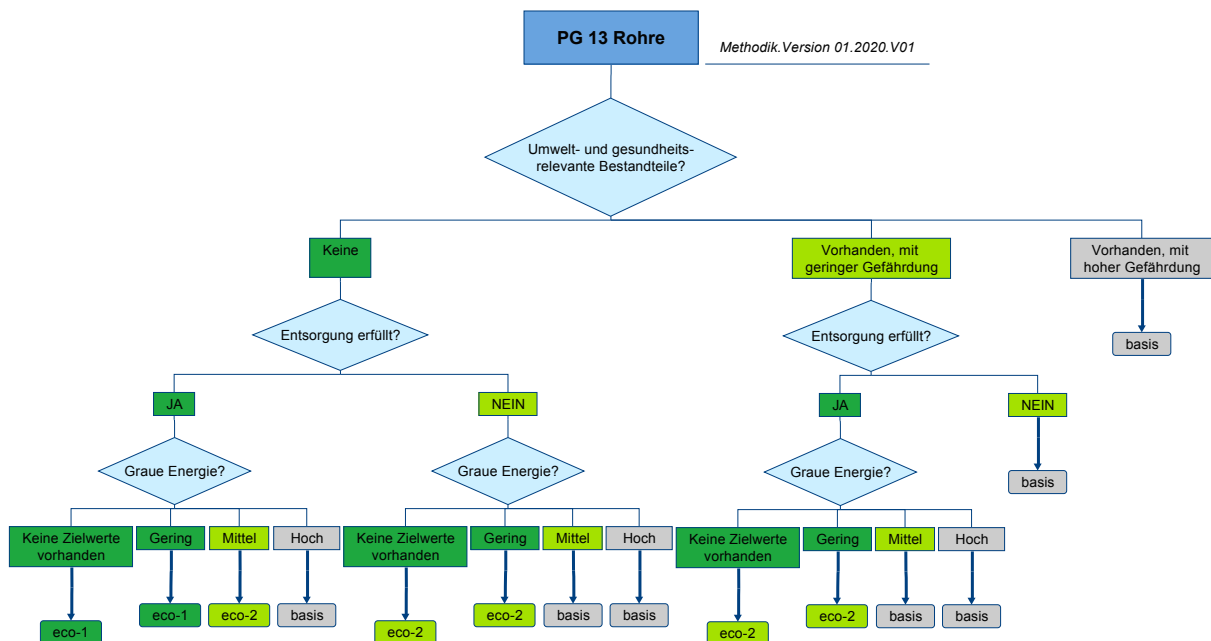 PG 13 Rohre
Methodik.Version 01.2020.V01
Umwelt- und gesundheits-
relevante Bestandteile?
Keine
Vorhanden, mit
geringer Gefährdung
Vorhanden, mit
hoher Gefährdung
Entsorgung erfüllt?
Entsorgung erfüllt?
basis
JA
NEIN
JA
NEIN
Graue Energie?
Graue Energie?
Graue Energie?
basis
Keine Zielwerte
vorhanden
Gering
Mittel
Hoch
Keine Zielwerte
vorhanden
Gering
Mittel
Hoch
Keine Zielwerte
vorhanden
Gering
Mittel
Hoch
eco-1
eco-1
eco-2
basis
eco-2
eco-2
basis
basis
eco-2
eco-2
basis
basis